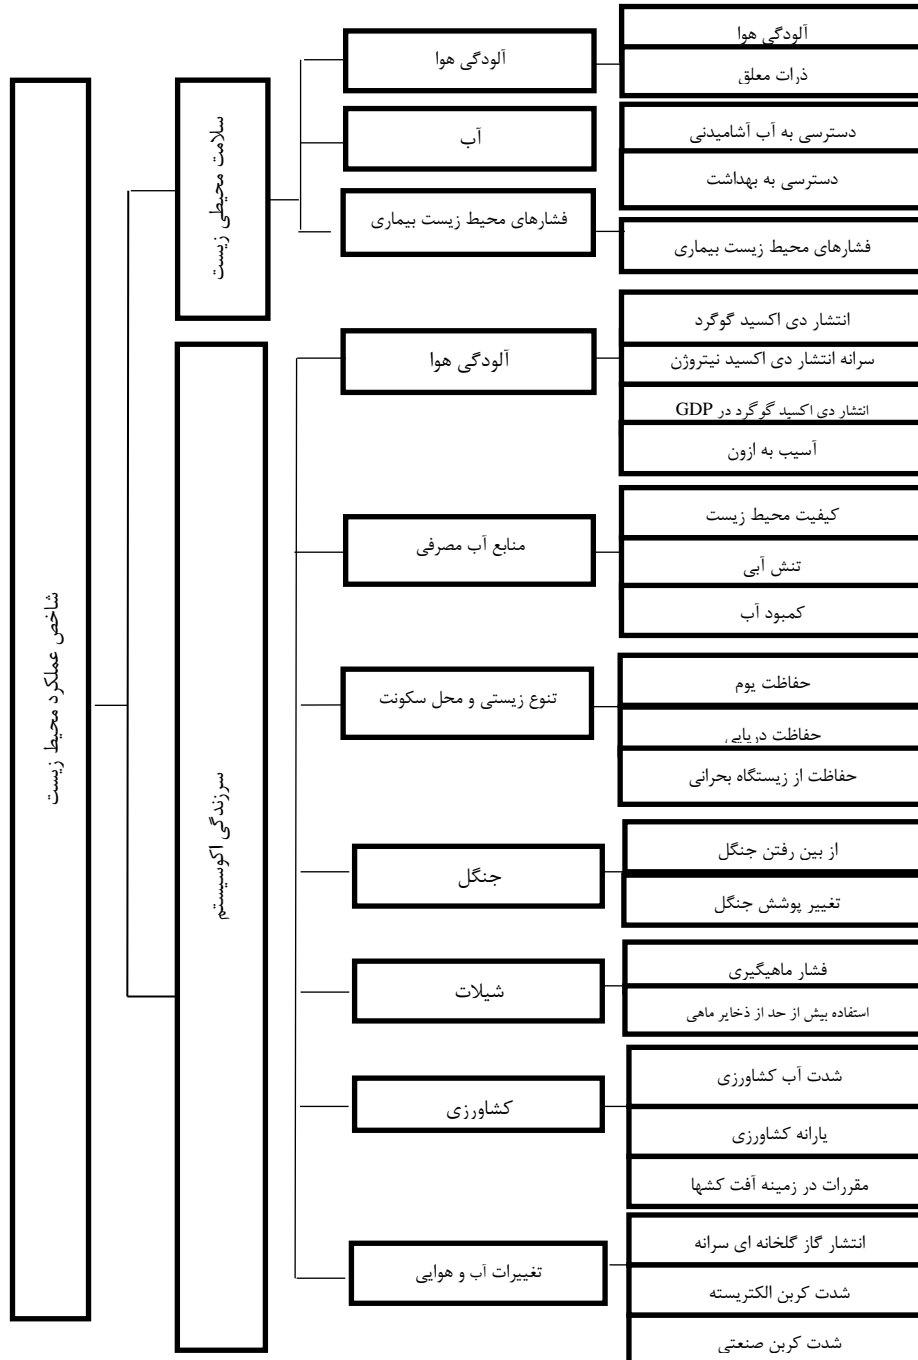 شاخص عملکرد محیط زیست
سلامت محیطی زیست
آلودگی هوا
آلودگی هوا
ذرات معلق
آب
دسترسی به آب آشامیدنی
دسترسی به بهداشت
فشارهای محیط زیست بیماری
فشارهای محیط زیست بیماری
سرزندگی اکوسیستم
آلودگی هوا
انتشار دی اکسید گوگرد
سرانه انتشار دی اکسید نیتروژن
انتشار دی اکسید گوگرد در GDP
آسیب به ازون
منابع آب مصرفی
کیفیت محیط زیست
تنش آبی
کمبود آب
تنوع زیستی و محل سکونت
حفاظت یوم
حفاظت دریایی
حفاظت از زیستگاه بحرانی
جنگل
از بین رفتن جنگل
تغییر پوشش جنگل
شیلات
فشار ماهیگیری
استفاده بیش از حد از ذخایر ماهی
کشاورزی
شدت آب کشاورزی
یارانه کشاورزی
مقررات در زمینه آفت کشها
تغییرات آب و هوایی
انتشار گاز گلخانه ای سرانه
شدت کربن الکتریسته
شدت کربن صنعتی